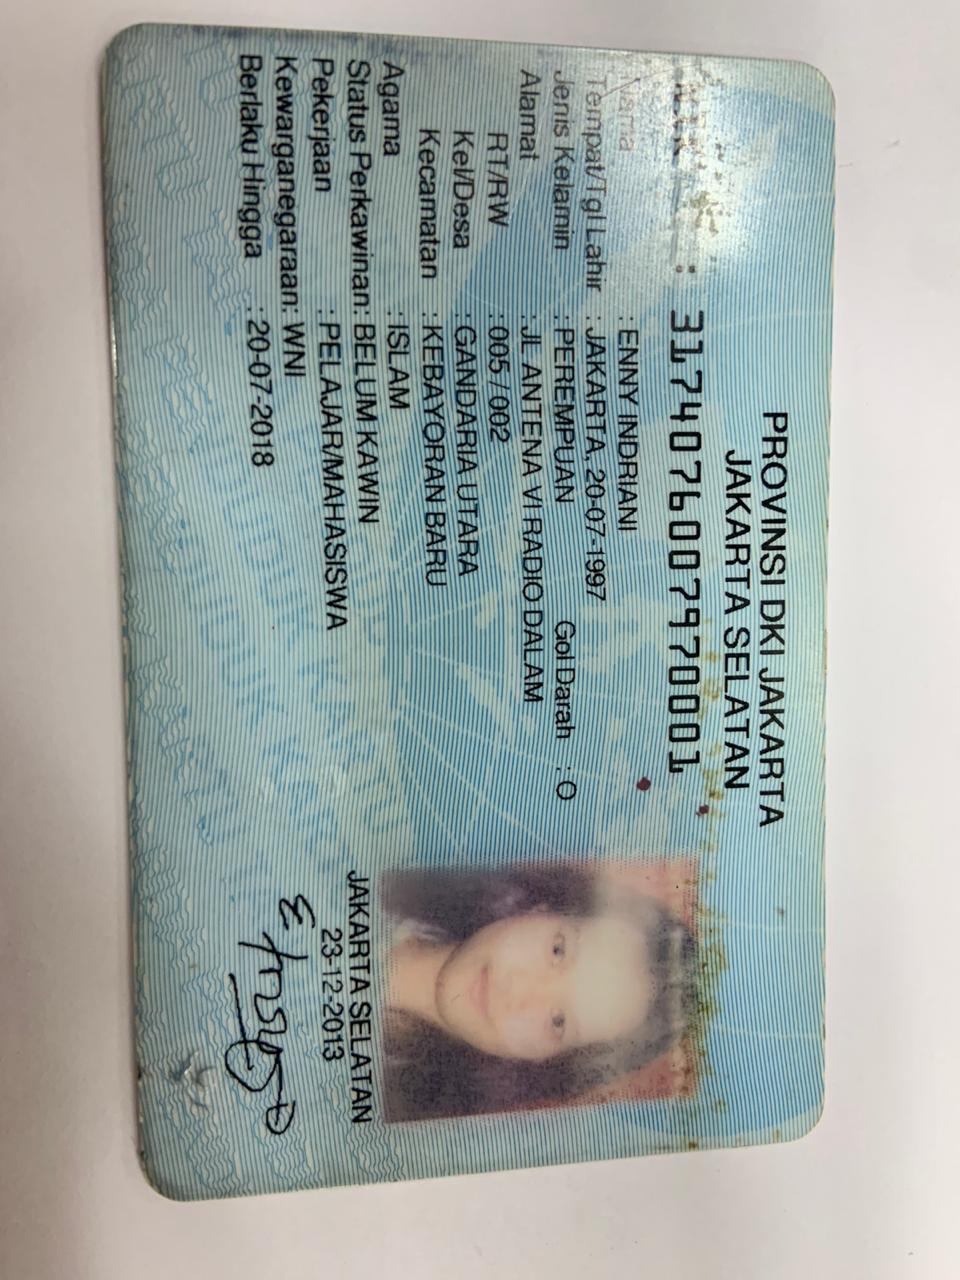 PROVINSI DKI JAKARTA
JAKARTA SELATAN
NIK : 3174076007970001
Nama : ENNY INDRIANI
Tempat/Tgl Lahir : JAKARTA, 20-07-1997
Jenis Kelamin : PEREMPUAN Gol Darah : O
Alamat : JL ANTENA VI RADIO DALAM
RT/RW : 005 / 002
Kel/Desa : GANDARIA UTARA
Kecamatan : KEBAYORAN BARU
Agama : ISLAM
Status Perkawinan: BELUM KAWIN
Pekerjaan : PELAJAR/MAHASISWA
Kewarganegaraan: WNI
Berlaku Hingga : 20-07-2018
JAKARTA SELATAN
23-12-2013